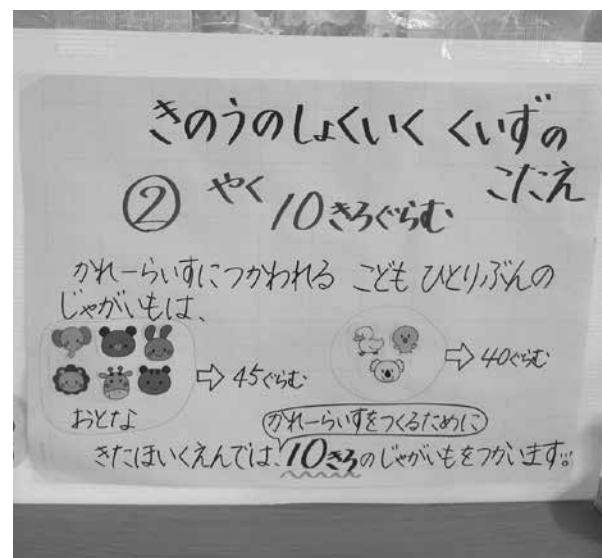 きのうのしょくいく くいずの
こたえ
② やく 10きろぐらむ
かれーらいすにつかわれる こども ひとりぶんの
じゃがいもは、
⇨ 45ぐらむ
⇨ 40ぐらむ
おとな
かれーらいすをつくるために
きたほいくえんでは、10きろのじゃがいもをつかいます。